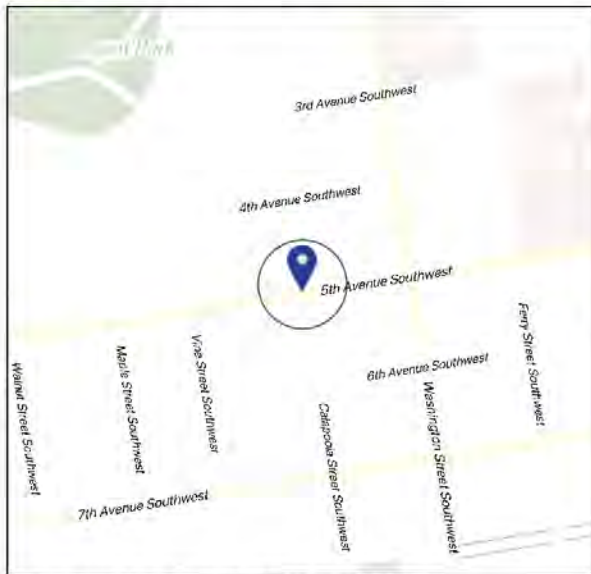 3rd Avenue Southwest
4th Avenue Southwest
5th Avenue Southwest
Ferry Street Southwest
6th Avenue Southwest
Vine Street Southwest
Maple Street Southwest
Walnut Street Southwest
Washington Street Southwest
Calapooia Street Southwest
7th Avenue Southwest